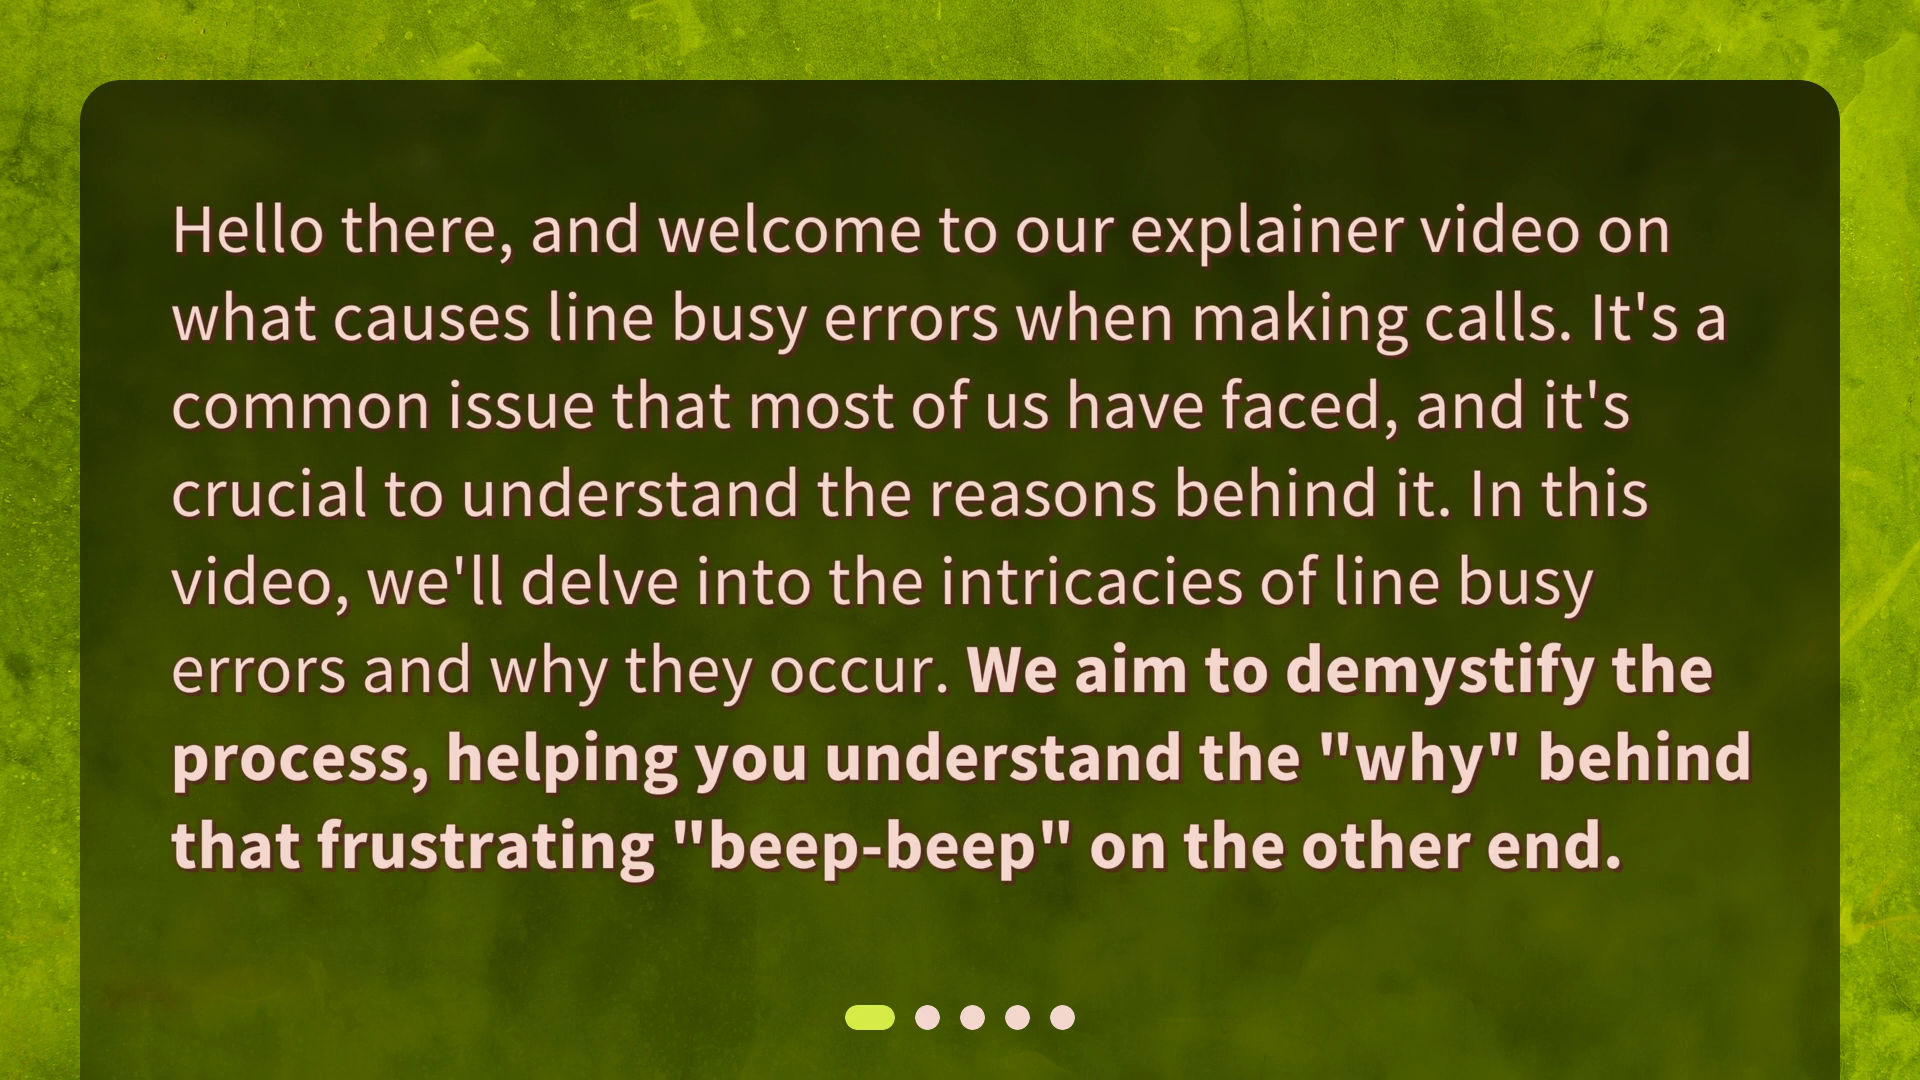 Hello there, and welcome to our explainer video on
what causes line busy errors when making calls. It's a
common issue that most of us have faced, and it's
crucial to understand the reasons behind it. In this
video, we'll delve into the intricacies of line busy
errors and why they occur. We aim to demystify the
process, helping you understand the "why" behind
that frustrating "beep-beep" on the other end.